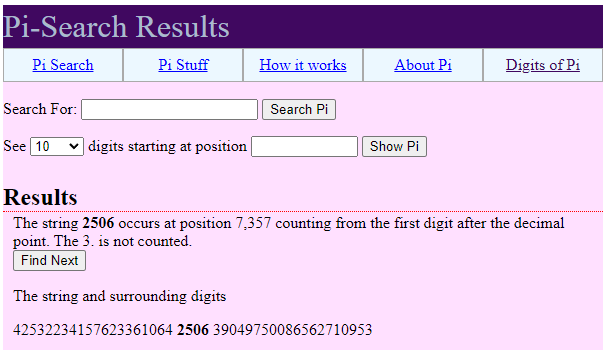 Pi-Search Results
Pi Search Pi Stuff How it works About Pi Digits of Pi
Search For: Search Pi
See 10 digits starting at position Show Pi
Results
The string 2506 occurs at position 7,357 counting from the first digit after the decimal
point. The 3. is not counted.
Find Next
The string and surrounding digits
42532234157623361064 2506 39049750086562710953